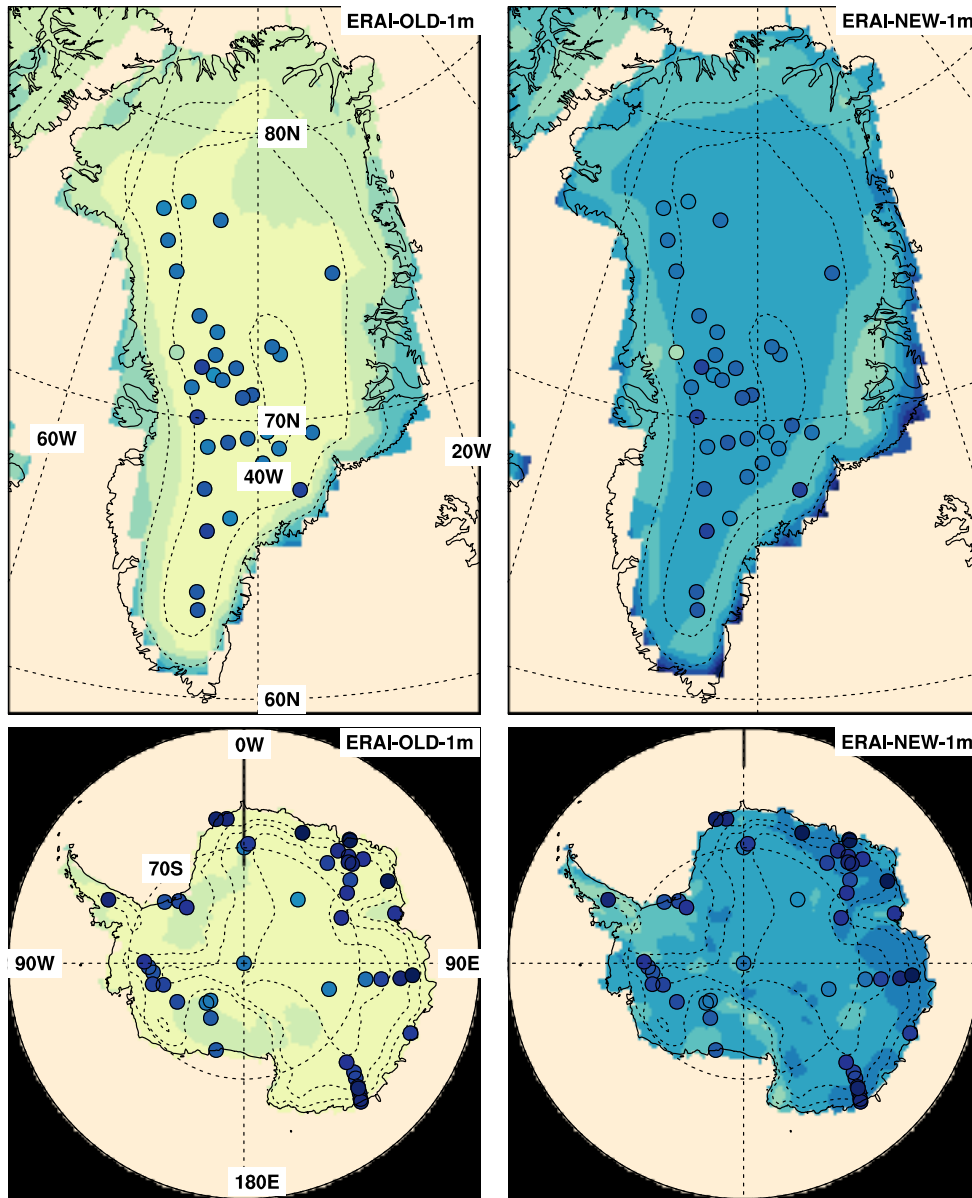 ERAI-OLD-1m
ERAI-NEW-1m
80N
70N
60W
40W
20W
60N
ERAI-OLD-1m
ERAI-NEW-1m
0W
70S
90W
90E
180E